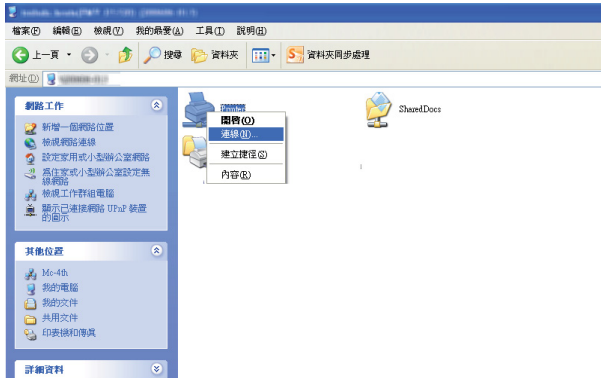 檔案(F) 編輯(E) 檢視(V) 我的最愛(A) 工具(T) 說明(H)
上一頁 搜尋 資料夾 資料夾同步處理
網址(D)
網路工作
新增一個網路位置
檢視網路連線
設定家用或小型辦公室網路
爲住家或小型辦公室設定無
線網路
檢視工作群組電腦
顯示已連接網路 UPnP 裝置
的圖示
其他位置
Mc-4th
我的電腦
我的文件
共用文件
印表機和傳真
詳細資料
Printer
開啓(O)
連線(N)...
建立捷徑(S)
內容(R)
SharedDocs